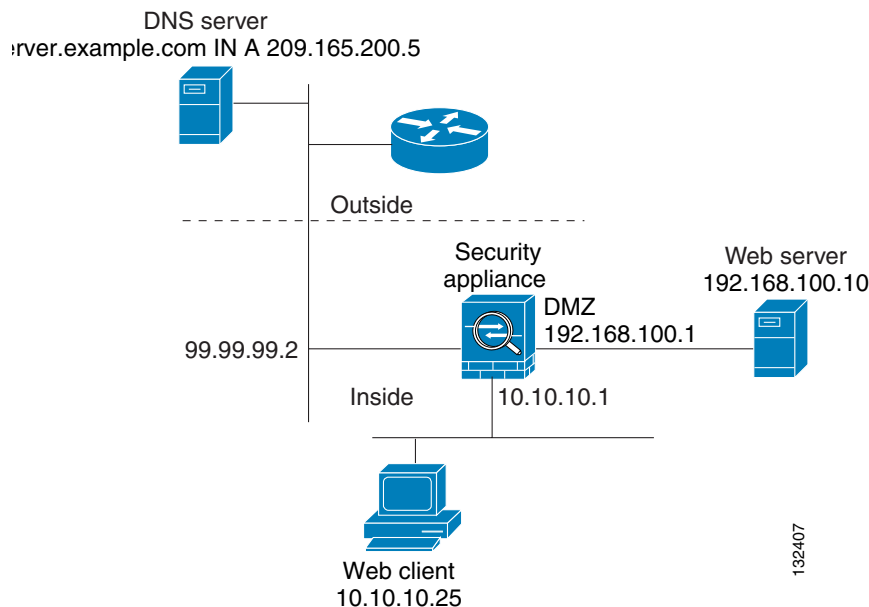 DNS server
erver.example.com IN A 209.165.200.5
Outside
Security
appliance
Web server
192.168.100.10
DMZ
192.168.100.1
99.99.99.2
Inside
10.10.10.1
Web client
10.10.10.25
132407